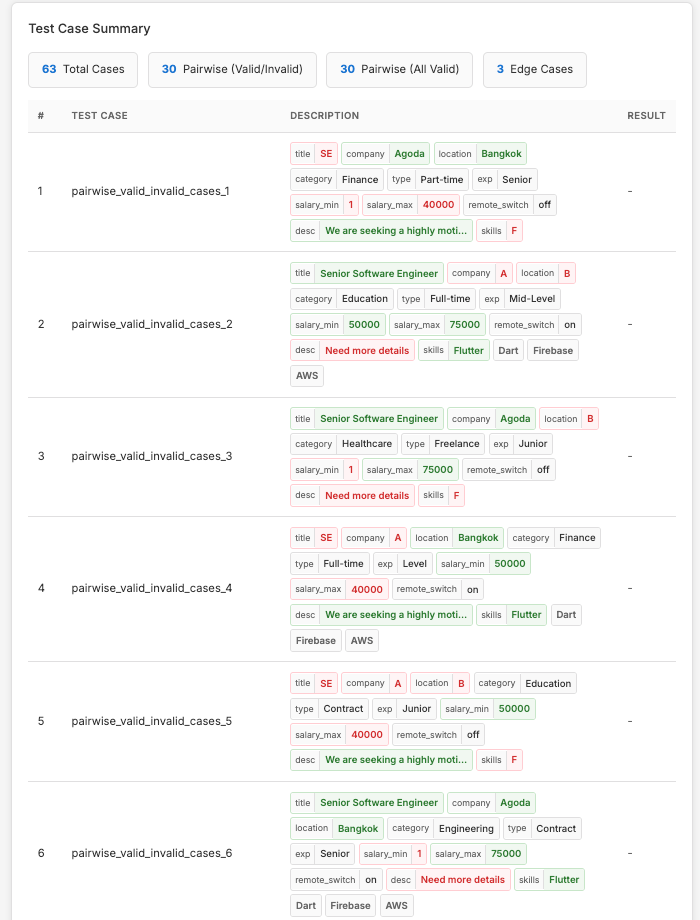 Test Case Summary
63 Total Cases 30 Pairwise (Valid/Invalid) 30 Pairwise (All Valid) 3 Edge Cases
# TEST CASE DESCRIPTION RESULT
title SE company Agoda location Bangkok
category Finance type Part-time exp Senior
1 pairwise_valid_invalid_cases_1 -
salary_min 1 salary_max 40000 remote_switch off
desc We are seeking a highly moti... skills F
title Senior Software Engineer company A location B
category Education type Full-time exp Mid-Level
2 pairwise_valid_invalid_cases_2 salary_min 50000 salary_max 75000 remote_switch on -
desc Need more details skills Flutter Dart Firebase
AWS
title Senior Software Engineer company Agoda location B
category Healthcare type Freelance exp Junior
3 pairwise_valid_invalid_cases_3 -
salary_min 1 salary_max 75000 remote_switch off
desc Need more details skills F
title SE company A location Bangkok category Finance
type Full-time exp Level salary_min 50000
4 pairwise_valid_invalid_cases_4 salary_max 40000 remote_switch on -
desc We are seeking a highly moti... skills Flutter Dart
Firebase AWS
title SE company A location B category Education
type Contract exp Junior salary_min 50000
5 pairwise_valid_invalid_cases_5 -
salary_max 40000 remote_switch off
desc We are seeking a highly moti... skills F
title Senior Software Engineer company Agoda
location Bangkok category Engineering type Contract
6 pairwise_valid_invalid_cases_6 exp Senior salary_min 1 salary_max 75000 -
remote_switch on desc Need more details skills Flutter
Dart Firebase AWS